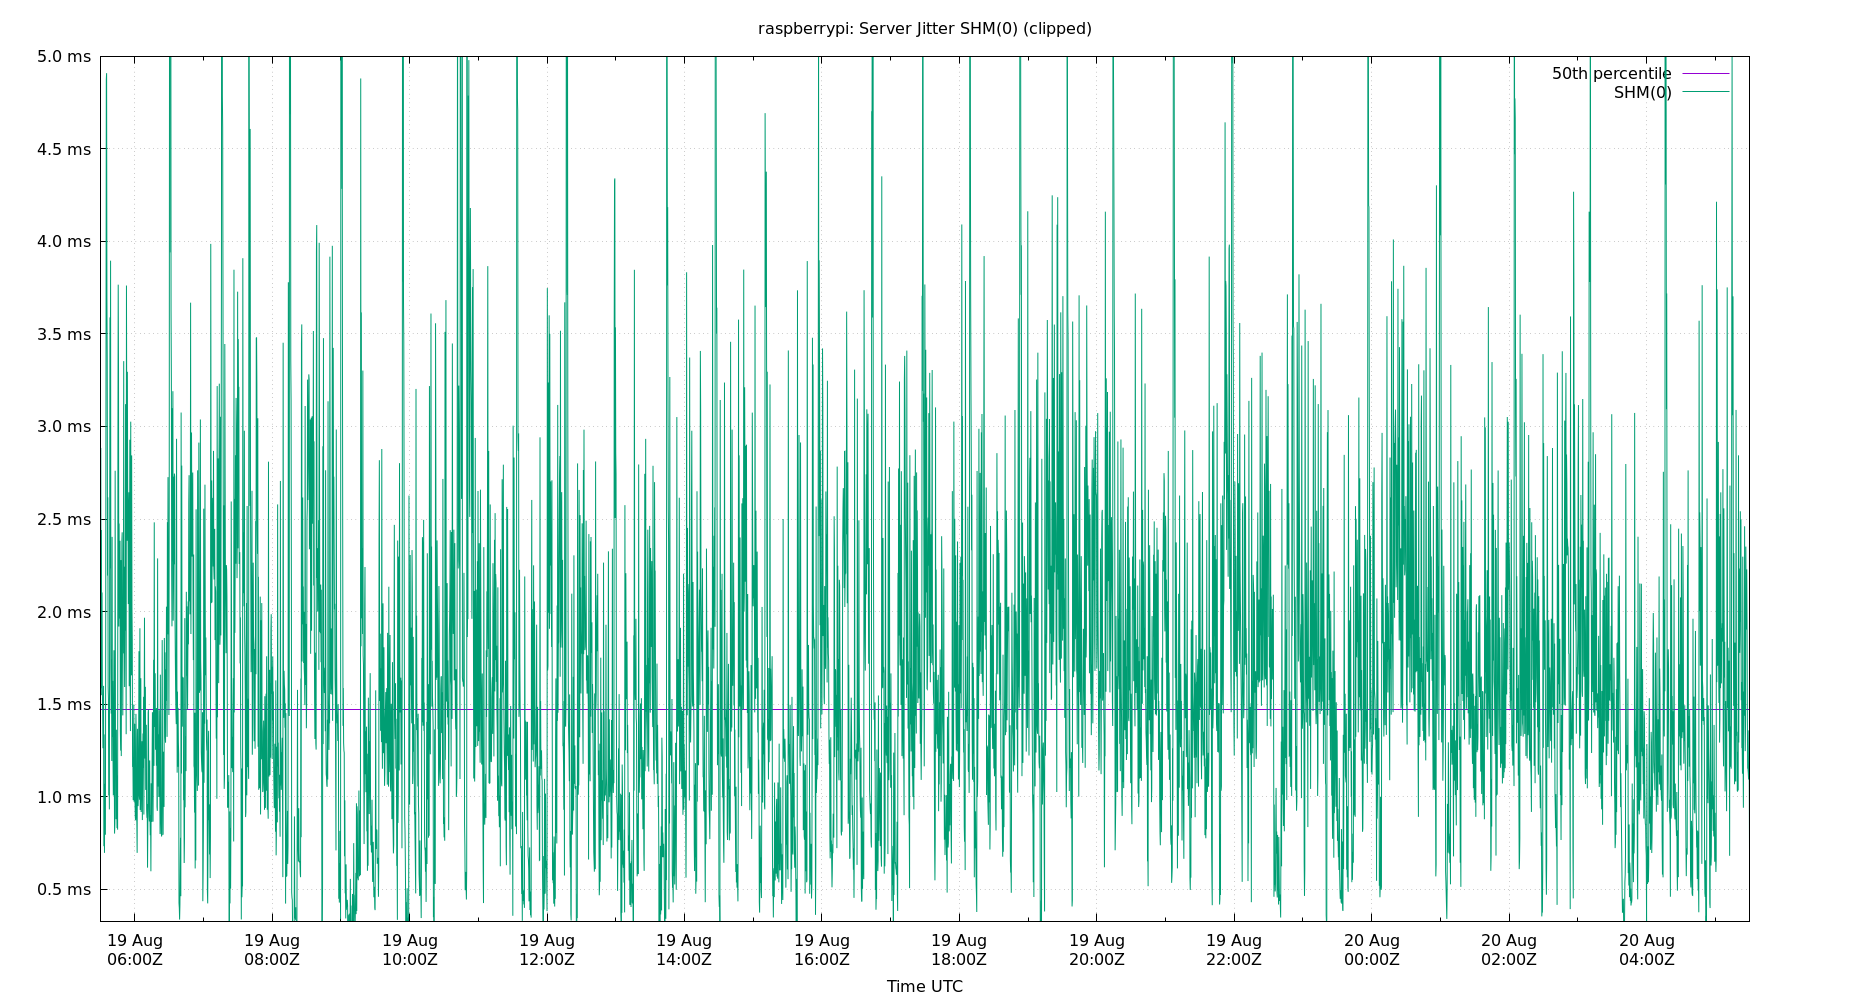 raspberrypi: Server Jitter SHM(0) (clipped)
5.0 ms
50th percentile
SHM(0)
4.5 ms
4.0 ms
3.5 ms
3.0 ms
2.5 ms
2.0 ms
1.5 ms
1.0 ms
0.5 ms
19 Aug 19 Aug 19 Aug 19 Aug 19 Aug 19 Aug 19 Aug 19 Aug 19 Aug 20 Aug 20 Aug 20 Aug
06:00Z 08:00Z 10:00Z 12:00Z 14:00Z 16:00Z 18:00Z 20:00Z 22:00Z 00:00Z 02:00Z 04:00Z
Time UTC